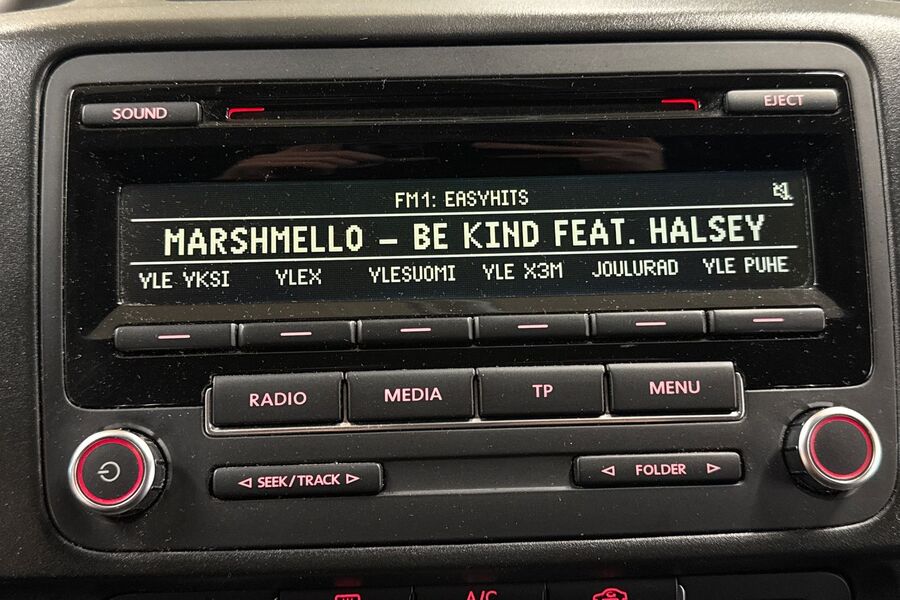 SOUND
EJECT
FM1: EASYHITS
MARSHMELLO – BE KIND FEAT. HALSEY
YLE YKSI YLEX YLESUOMI YLE X3M JOULURAD YLE PUHE
RADIO MEDIA TP MENU
SEEK/TRACK FOLDER
A/C